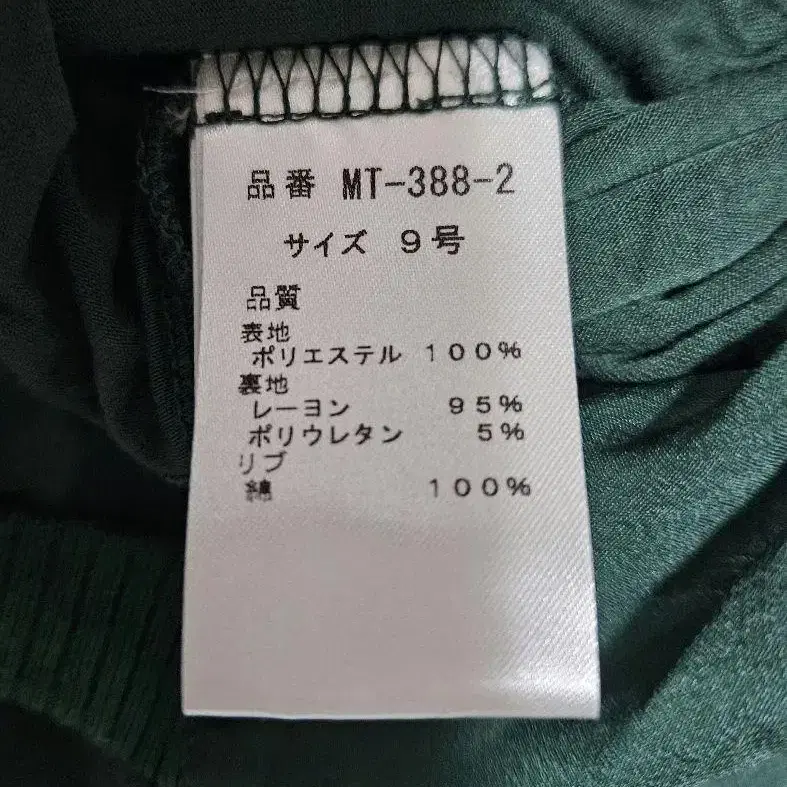 品番 MT-388-2
サイズ 9号
品質
表地
ポリエステル 100%
裏地
レーヨン 95%
ポリウレタン 5%
リブ
綿 100%